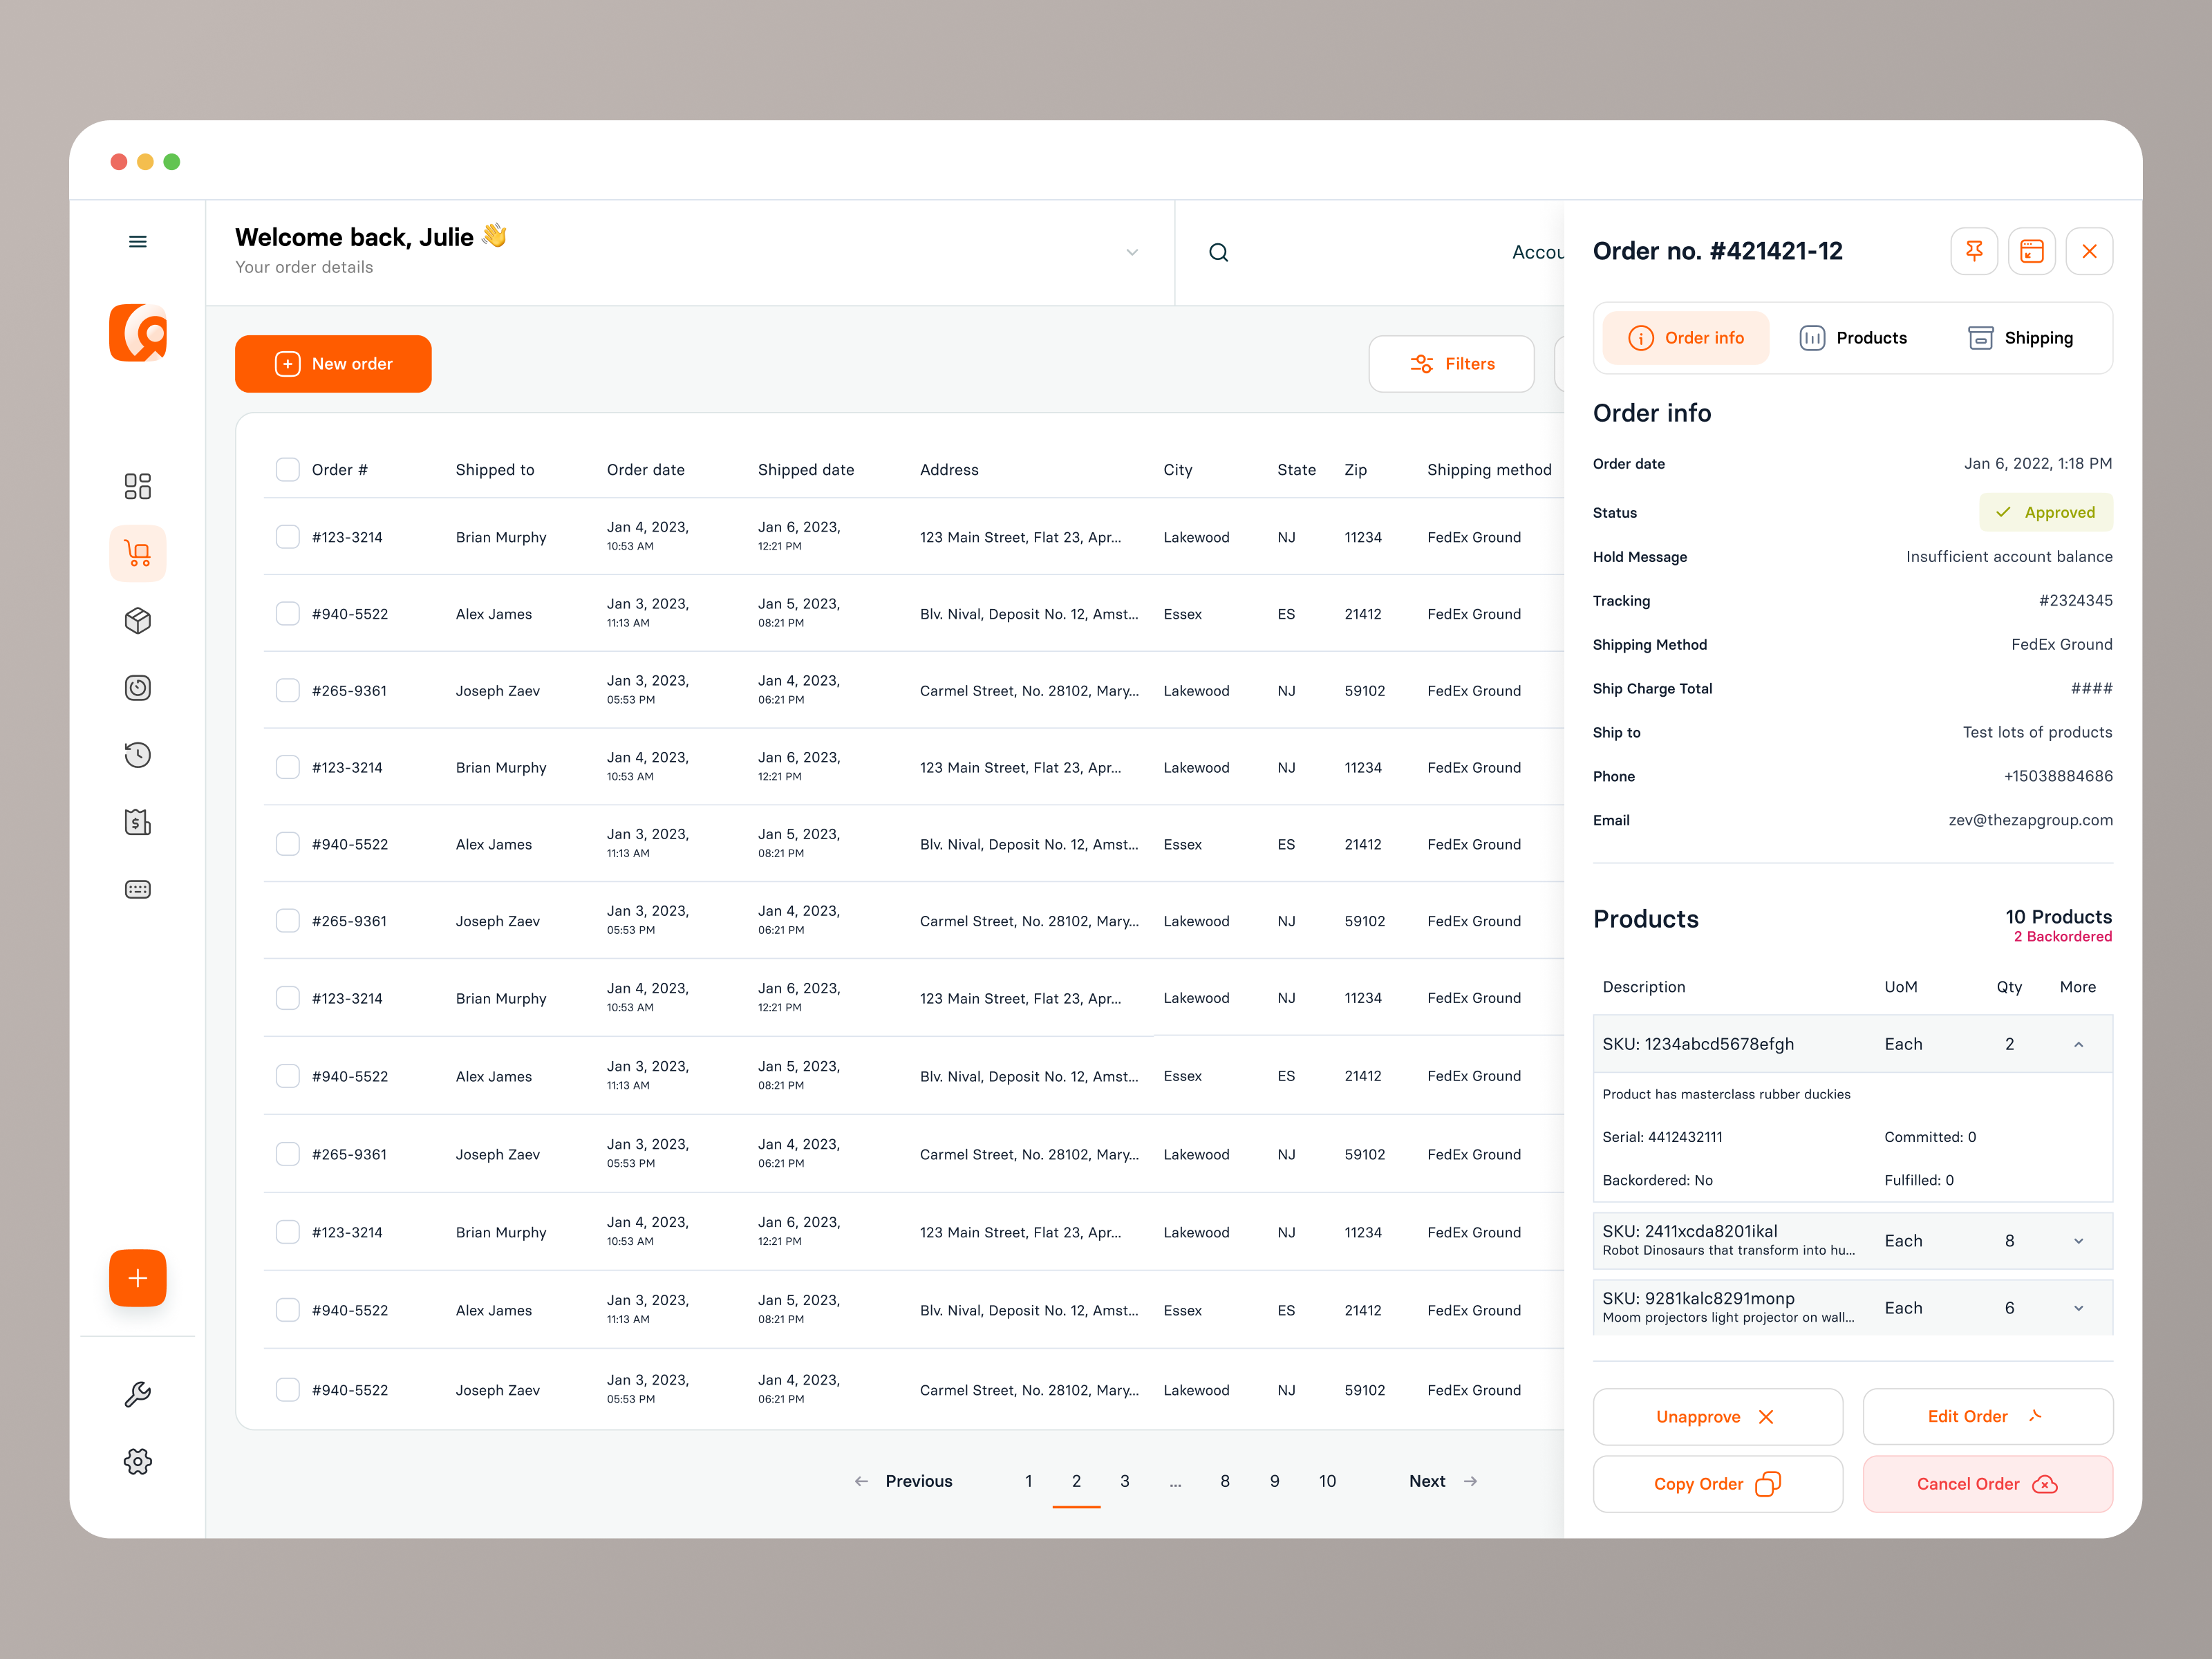 Welcome back, Julie 👋
Your order details
Accou
New order
Filters
Order # Shipped to Order date Shipped date Address City State Zip Shipping method
#123-3214 Brian Murphy Jan 4, 2023, 10:53 AM Jan 6, 2023, 12:21 PM 123 Main Street, Flat 23, Apr... Lakewood NJ 11234 FedEx Ground
#940-5522 Alex James Jan 3, 2023, 11:13 AM Jan 5, 2023, 08:21 PM Blv. Nival, Deposit No. 12, Amst... Essex ES 21412 FedEx Ground
#265-9361 Joseph Zaev Jan 3, 2023, 05:53 PM Jan 4, 2023, 06:21 PM Carmel Street, No. 28102, Mary... Lakewood NJ 59102 FedEx Ground
#123-3214 Brian Murphy Jan 4, 2023, 10:53 AM Jan 6, 2023, 12:21 PM 123 Main Street, Flat 23, Apr... Lakewood NJ 11234 FedEx Ground
#940-5522 Alex James Jan 3, 2023, 11:13 AM Jan 5, 2023, 08:21 PM Blv. Nival, Deposit No. 12, Amst... Essex ES 21412 FedEx Ground
#265-9361 Joseph Zaev Jan 3, 2023, 05:53 PM Jan 4, 2023, 06:21 PM Carmel Street, No. 28102, Mary... Lakewood NJ 59102 FedEx Ground
#123-3214 Brian Murphy Jan 4, 2023, 10:53 AM Jan 6, 2023, 12:21 PM 123 Main Street, Flat 23, Apr... Lakewood NJ 11234 FedEx Ground
#940-5522 Alex James Jan 3, 2023, 11:13 AM Jan 5, 2023, 08:21 PM Blv. Nival, Deposit No. 12, Amst... Essex ES 21412 FedEx Ground
#265-9361 Joseph Zaev Jan 3, 2023, 05:53 PM Jan 4, 2023, 06:21 PM Carmel Street, No. 28102, Mary... Lakewood NJ 59102 FedEx Ground
#123-3214 Brian Murphy Jan 4, 2023, 10:53 AM Jan 6, 2023, 12:21 PM 123 Main Street, Flat 23, Apr... Lakewood NJ 11234 FedEx Ground
#940-5522 Alex James Jan 3, 2023, 11:13 AM Jan 5, 2023, 08:21 PM Blv. Nival, Deposit No. 12, Amst... Essex ES 21412 FedEx Ground
#940-5522 Joseph Zaev Jan 3, 2023, 05:53 PM Jan 4, 2023, 06:21 PM Carmel Street, No. 28102, Mary... Lakewood NJ 59102 FedEx Ground
Previous 1 2 3 ... 8 9 10 Next
Order no. #421421-12
Order info Products Shipping
Order info
Order date Jan 6, 2022, 1:18 PM
Status Approved
Hold Message Insufficient account balance
Tracking #2324345
Shipping Method FedEx Ground
Ship Charge Total ####
Ship to Test lots of products
Phone +15038884686
Email zev@thezapgroup.com
Products 10 Products
2 Backordered
Description UoM Qty More
SKU: 1234abcd5678efgh Each 2
Product has masterclass rubber duckies
Serial: 4412432111 Committed: 0
Backordered: No Fulfilled: 0
SKU: 2411xcda8201ikal Each 8
Robot Dinosaurs that transform into hu...
SKU: 9281kalc8291monp Each 6
Moom projectors light projector on wall...
Unapprove Edit Order
Copy Order Cancel Order